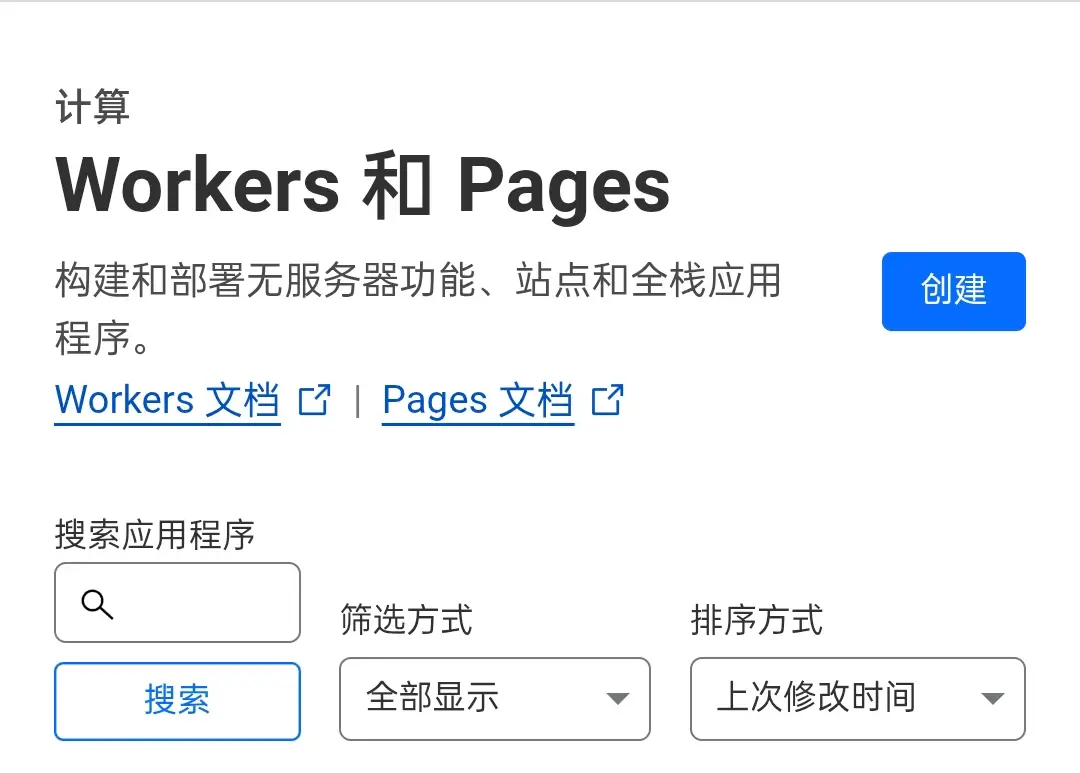 计算
Workers 和 Pages
构建和部署无服务器功能、站点和全栈应用
程序。
创建
Workers 文档 | Pages 文档
搜索应用程序
筛选方式
排序方式
搜索
全部显示
上次修改时间